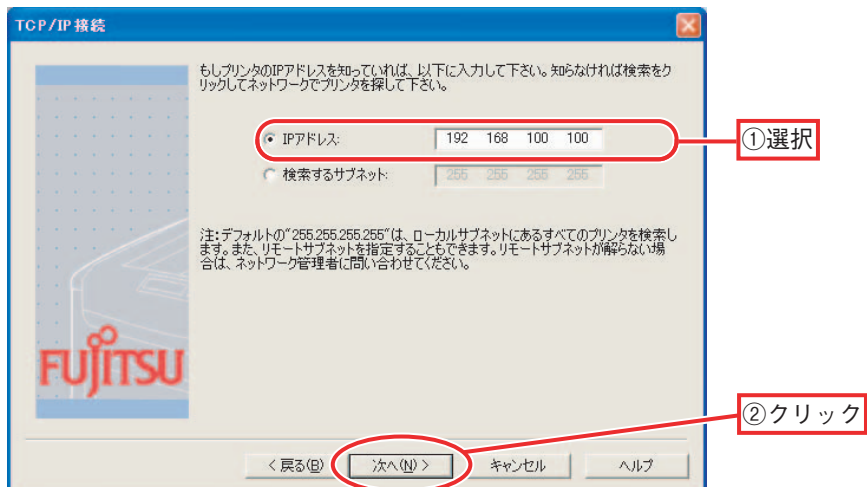 TCP/IP 接続
もしプリンタのIPアドレスを知っていれば、以下に入力して下さい。知らなければ検索をク
リックしてネットワークでプリンタを探して下さい。
IPアドレス: 192 168 100 100
①選択
検索するサブネット: 255 255 255 255
注:デフォルトの"255.255.255.255"は、ローカルサブネットにあるすべてのプリンタを検索し
ます。また、リモートサブネットを指定することもできます。リモートサブネットが解らない場
合は、ネットワーク管理者に問い合わせてください。
FUJITSU
②クリック
< 戻る(B) 次へ(N) > キャンセル ヘルプ